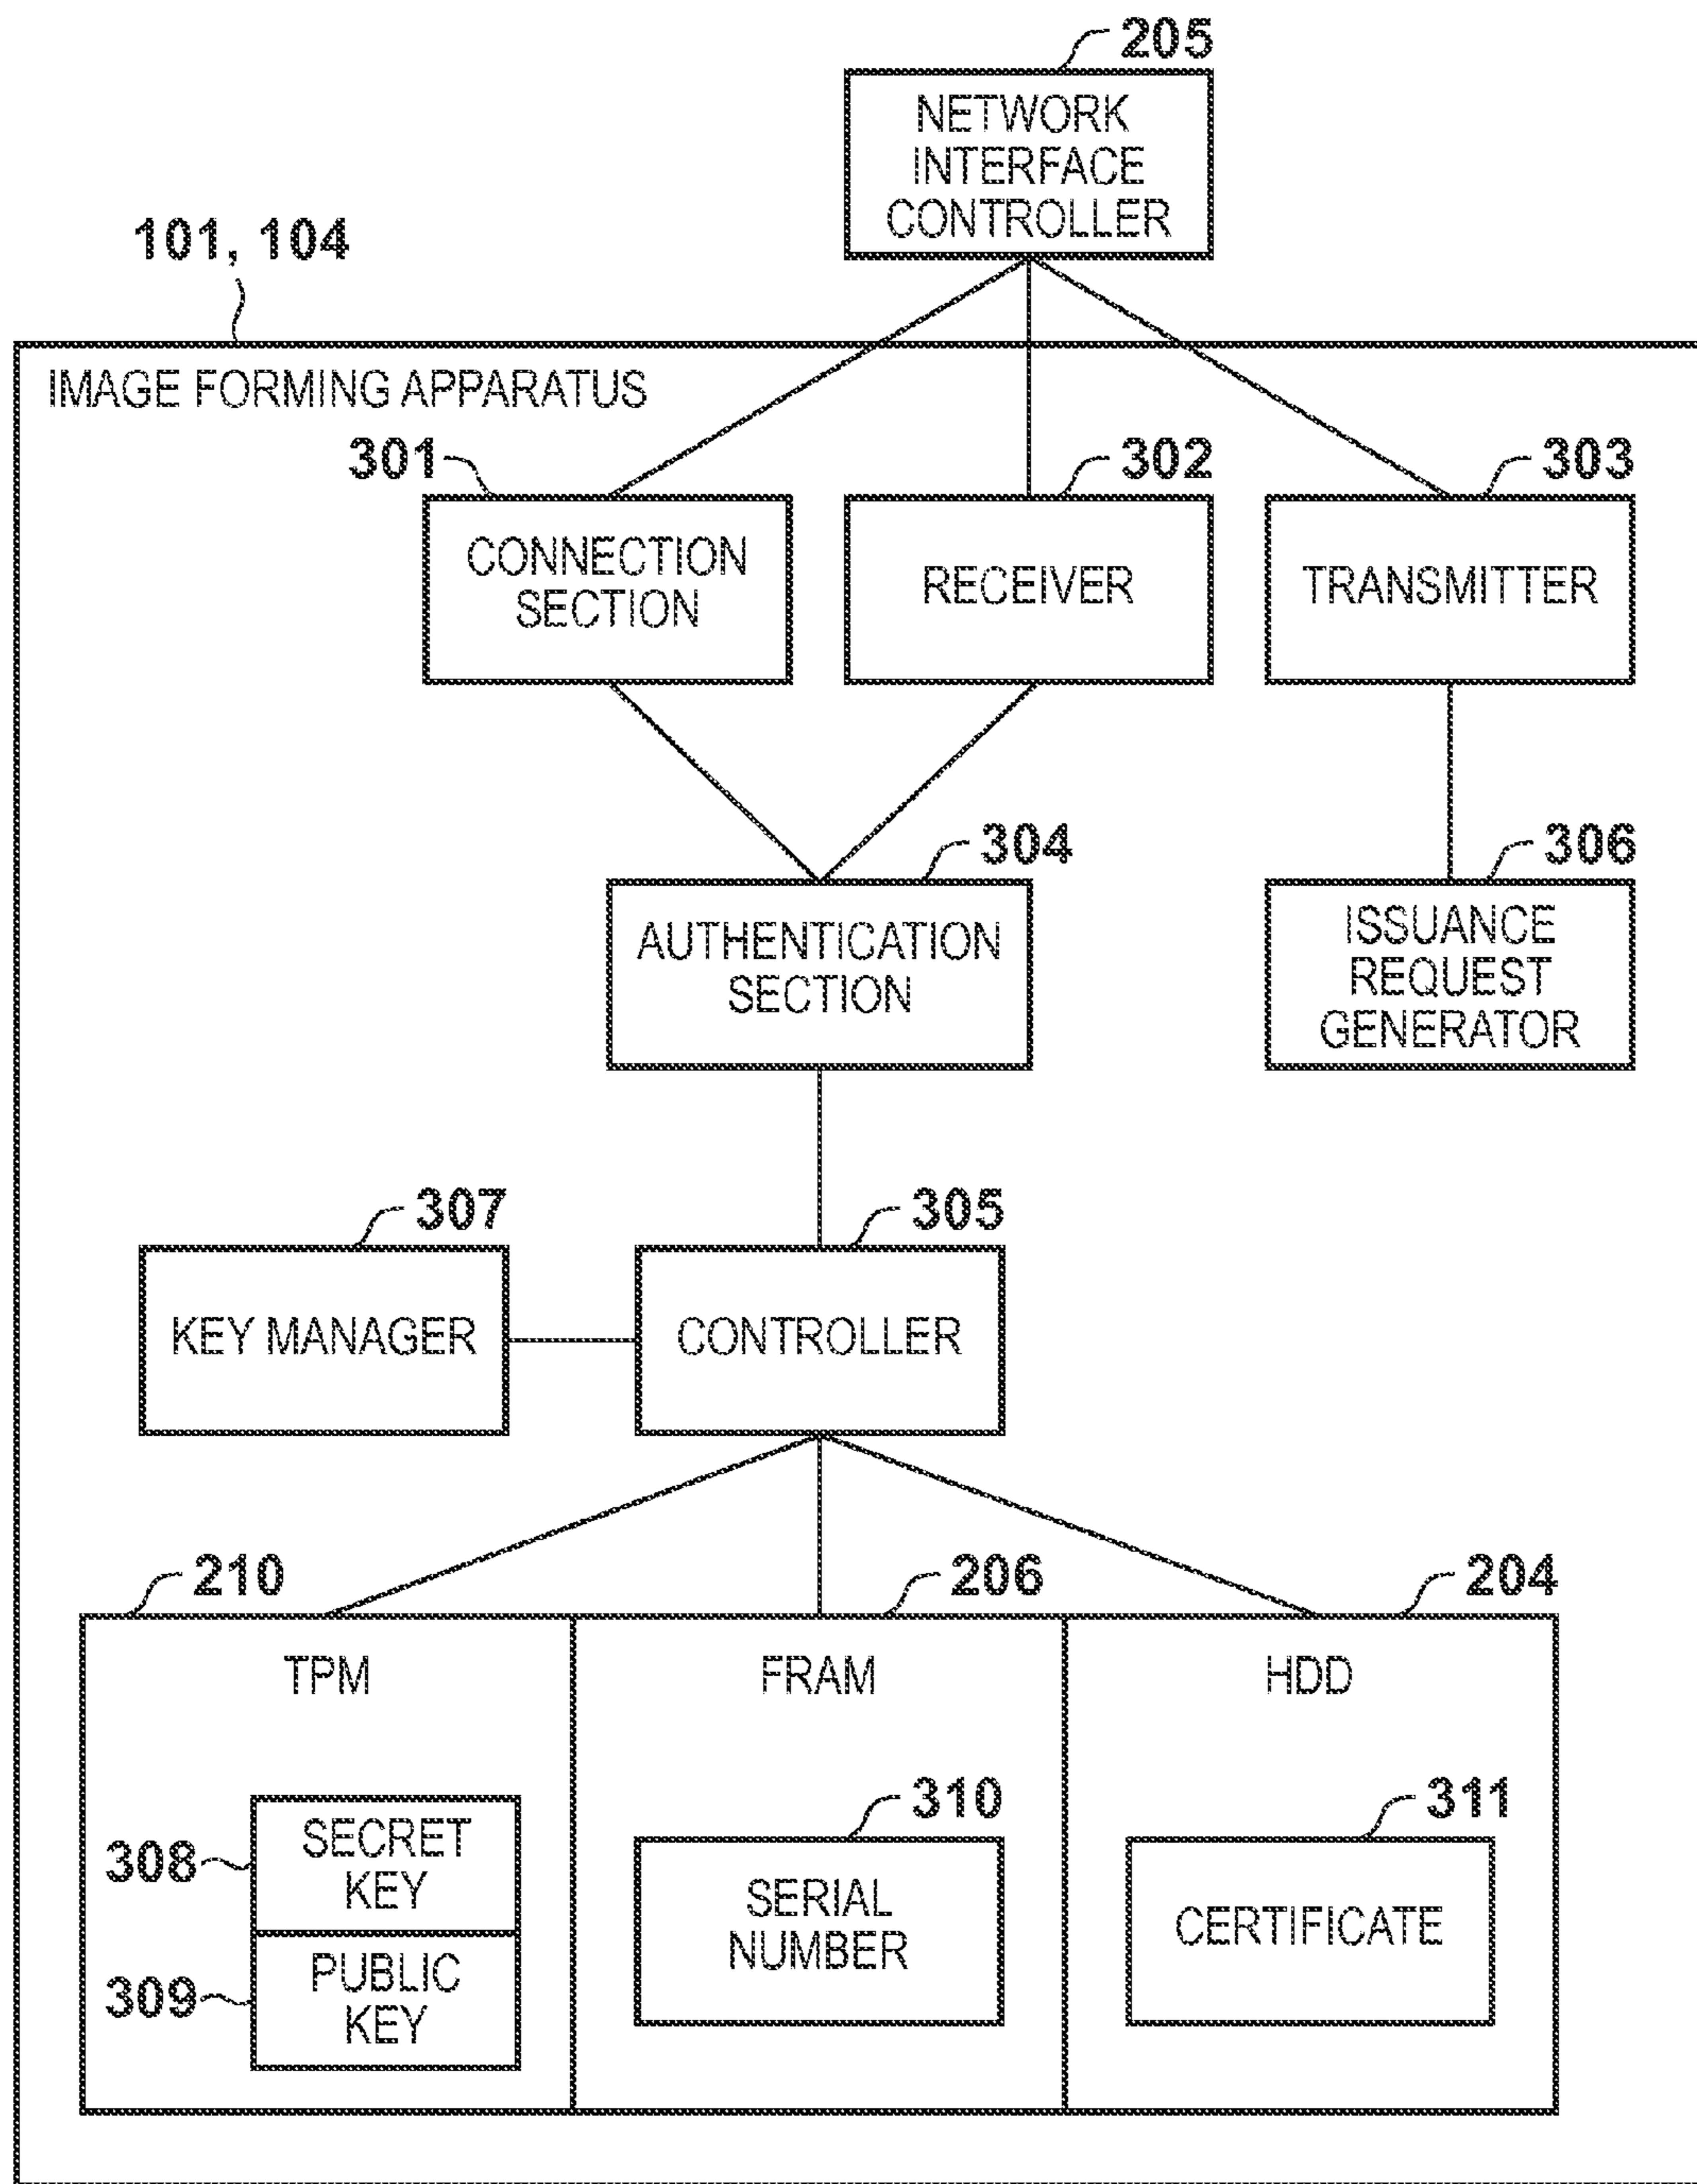 205
NETWORK
INTERFACE
CONTROLLER
101, 104
IMAGE FORMING APPARATUS
301
302
303
CONNECTION
SECTION
RECEIVER
TRANSMITTER
304
306
AUTHENTICATION
SECTION
ISSUANCE
REQUEST
GENERATOR
307
305
KEY MANAGER
CONTROLLER
210
206
204
TPM
FRAM
HDD
310
311
308
SECRET
KEY
SERIAL
NUMBER
CERTIFICATE
309
PUBLIC
KEY